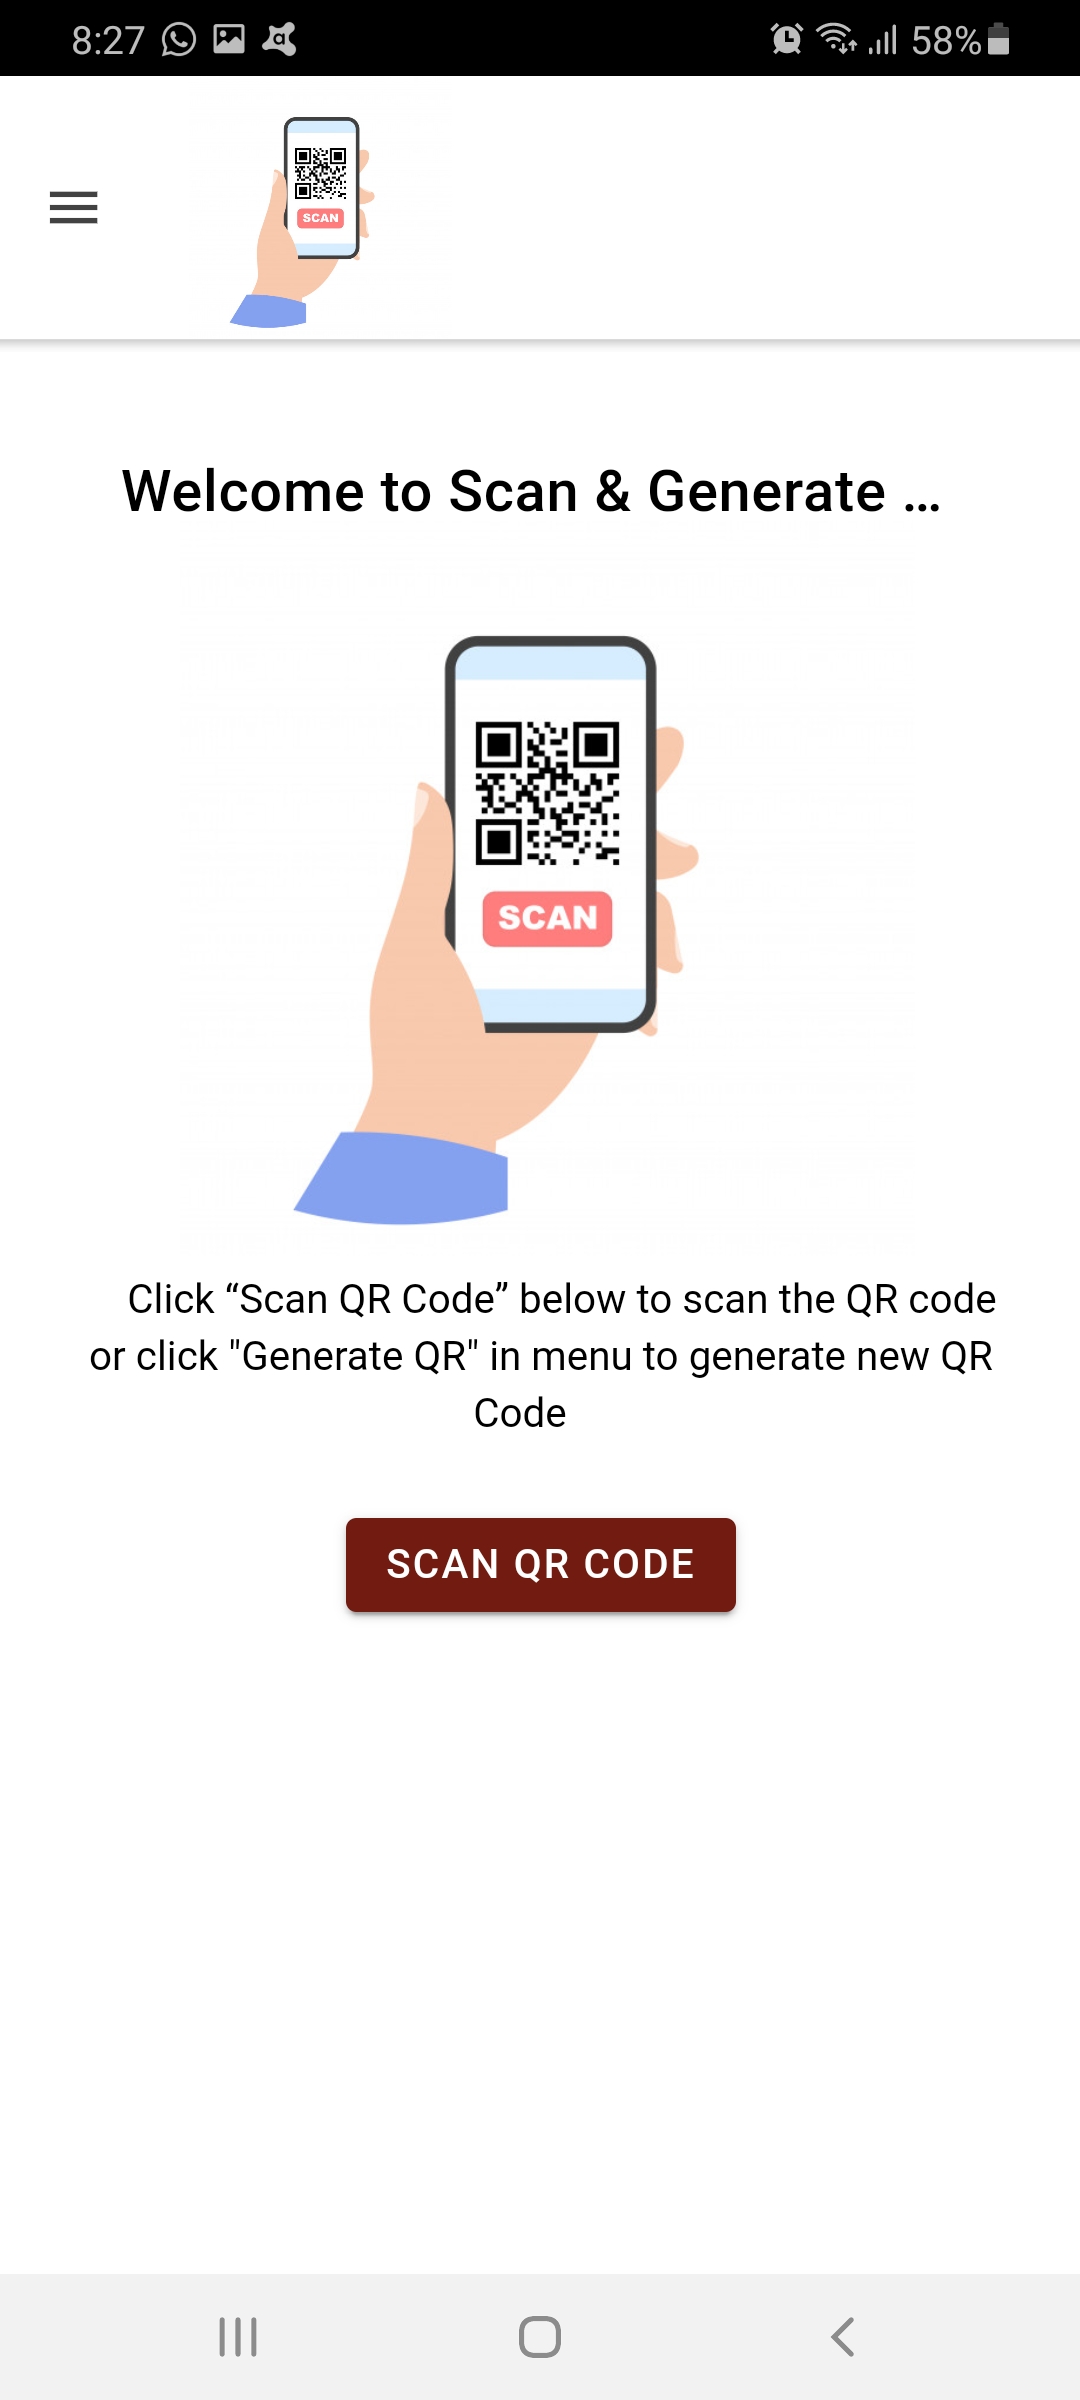 8:27
58%
SCAN
Welcome to Scan & Generate ...
SCAN
Click “Scan QR Code” below to scan the QR code
or click "Generate QR" in menu to generate new QR
Code
SCAN QR CODE